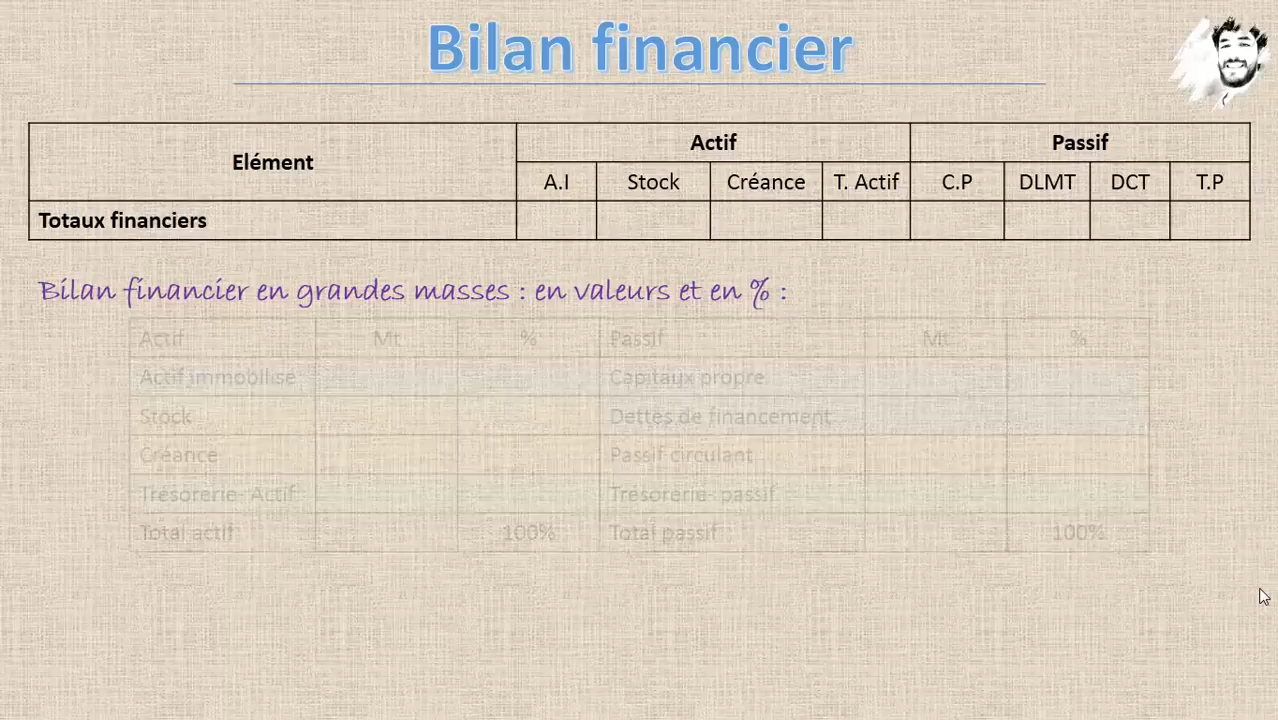 Bilan financier
Elément Actif Passif
A.I Stock Créance T. Actif C.P DLMT DCT T.P
Totaux financiers
Bilan financier en grandes masses : en valeurs et en % :
Actif Mt % Passif Mt %
Actif immobilisé Capitaux propre
Stock Dettes de financement
Créance Passif circulant
Trésorerie- Actif Trésorerie- passif
Total actif 100% Total passif 100%